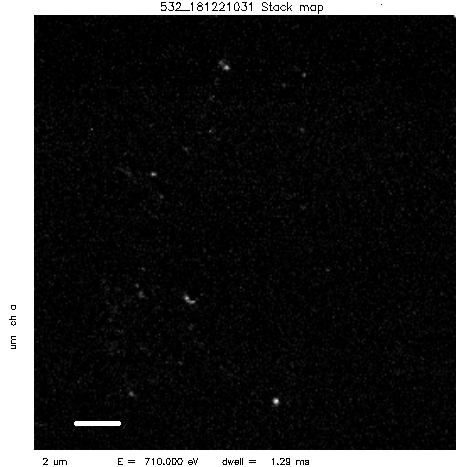 532_181221031 Stack map
um ch a
2 um E = 710.000 eV dwell = 1.29 ms